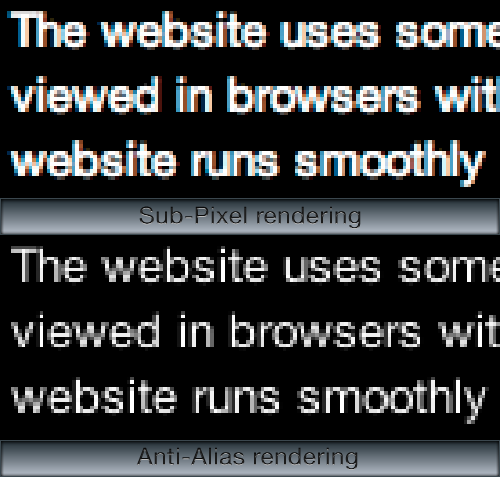 The website uses some
viewed in browsers wit
website runs smoothly
Sub-Pixel rendering
The website uses some
viewed in browsers wit
website runs smoothly
Anti-Alias rendering